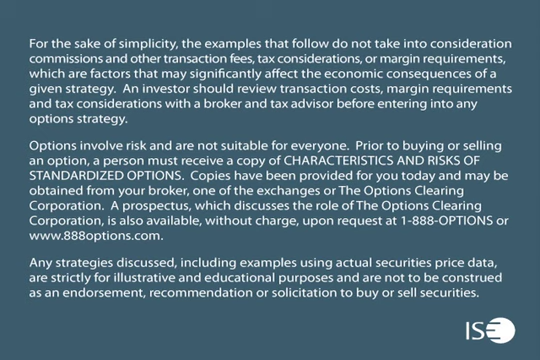 For the sake of simplicity, the examples that follow do not take into consideration
commissions and other transaction fees, tax considerations, or margin requirements,
which are factors that may significantly affect the economic consequences of a
given strategy.  An investor should review transaction costs, margin requirements
and tax considerations with a broker and tax advisor before entering into any
options strategy.
Options involve risk and are not suitable for everyone.  Prior to buying or selling
an option, a person must receive a copy of CHARACTERISTICS AND RISKS OF
STANDARDIZED OPTIONS.  Copies have been provided for you today and may be
obtained from your broker, one of the exchanges or The Options Clearing
Corporation.  A prospectus, which discusses the role of The Options Clearing
Corporation, is also available, without charge, upon request at 1-888-OPTIONS or
www.888options.com.
Any strategies discussed, including examples using actual securities price data,
are strictly for illustrative and educational purposes and are not to be construed
as an endorsement, recommendation or solicitation to buy or sell securities.
ISE